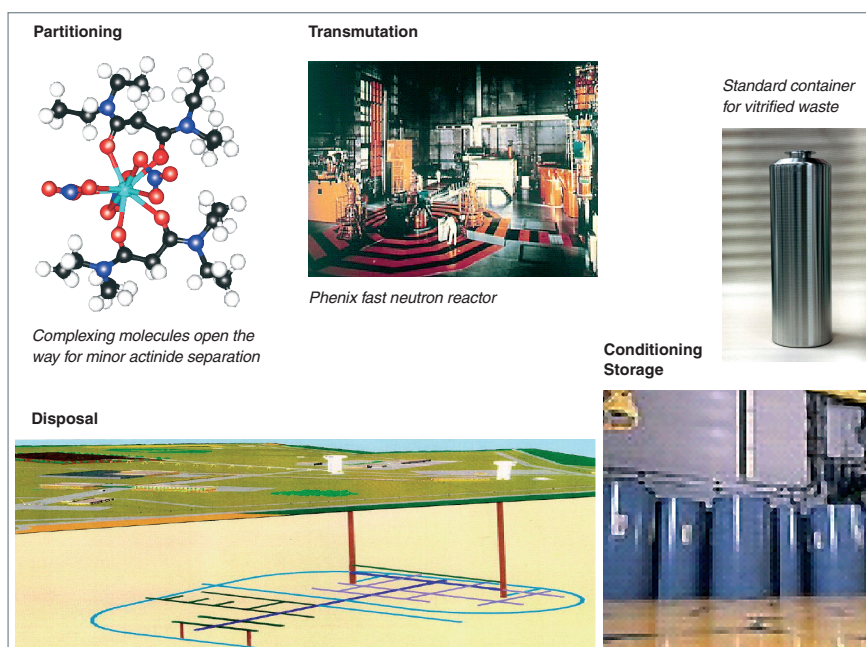 Partitioning
Transmutation
Standard container
for vitrified waste
Phenix fast neutron reactor
Complexing molecules open the
way for minor actinide separation
Conditioning
Storage
Disposal